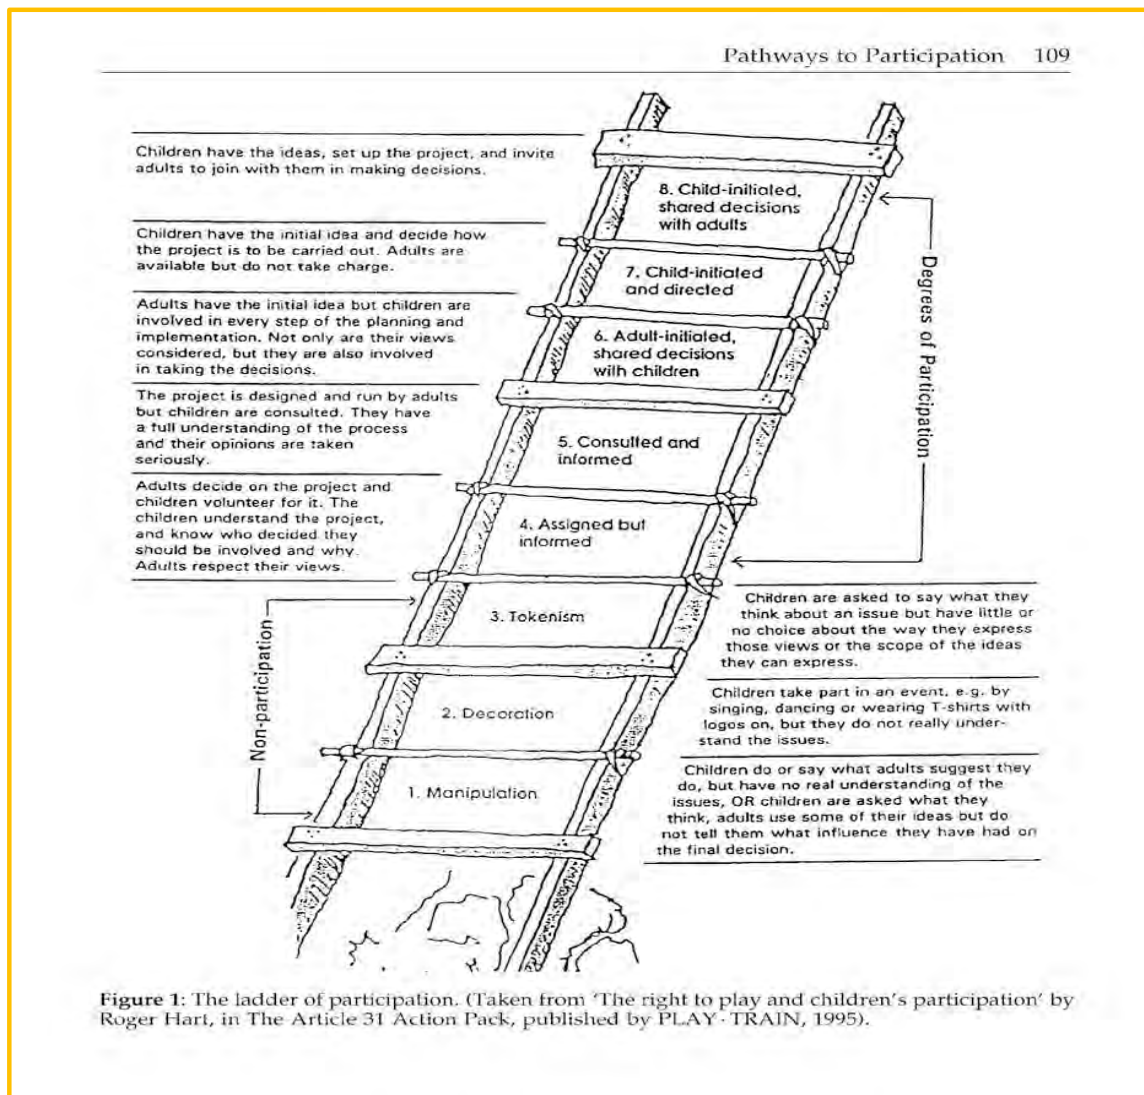 Pathways to Participation 109
Children have the ideas, set up the project, and invite
adults to join with them in making decisions.
8. Child-initiated,
shared decisions
with adults
Children have the initial idea and decide how
the project is to be carried out. Adults are
available but do not take charge.
7. Child-initiated
and directed
Adults have the initial idea but children are
involved in every step of the planning and
implementation. Not only are their views
considered, but they are also involved
in taking the decisions.
6. Adult-initiated,
shared decisions
with children
The project is designed and run by adults
but children are consulted. They have
a full understanding of the process
and their opinions are taken
seriously.
5. Consulted and
informed
Adults decide on the project and
children volunteer for it. The
children understand the project,
and know who decided they
should be involved and why.
Adults respect their views.
4. Assigned but
informed
Degrees of Participation
3. Tokenism
Children are asked to say what they
think about an issue but have little or
no choice about the way they express
those views or the scope of the ideas
they can express.
2. Decoration
Children take part in an event, e.g. by
singing, dancing or wearing T-shirts with
logos on, but they do not really under-
stand the issues.
1. Manipulation
Children do or say what adults suggest they
do, but have no real understanding of the
issues, OR children are asked what they
think, adults use some of their ideas but do
not tell them what influence they have had on
the final decision.
Non-participation
Figure 1: The ladder of participation. (Taken from 'The right to play and children's participation' by
Roger Hart, in The Article 31 Action Pack, published by PLAY · TRAIN, 1995).